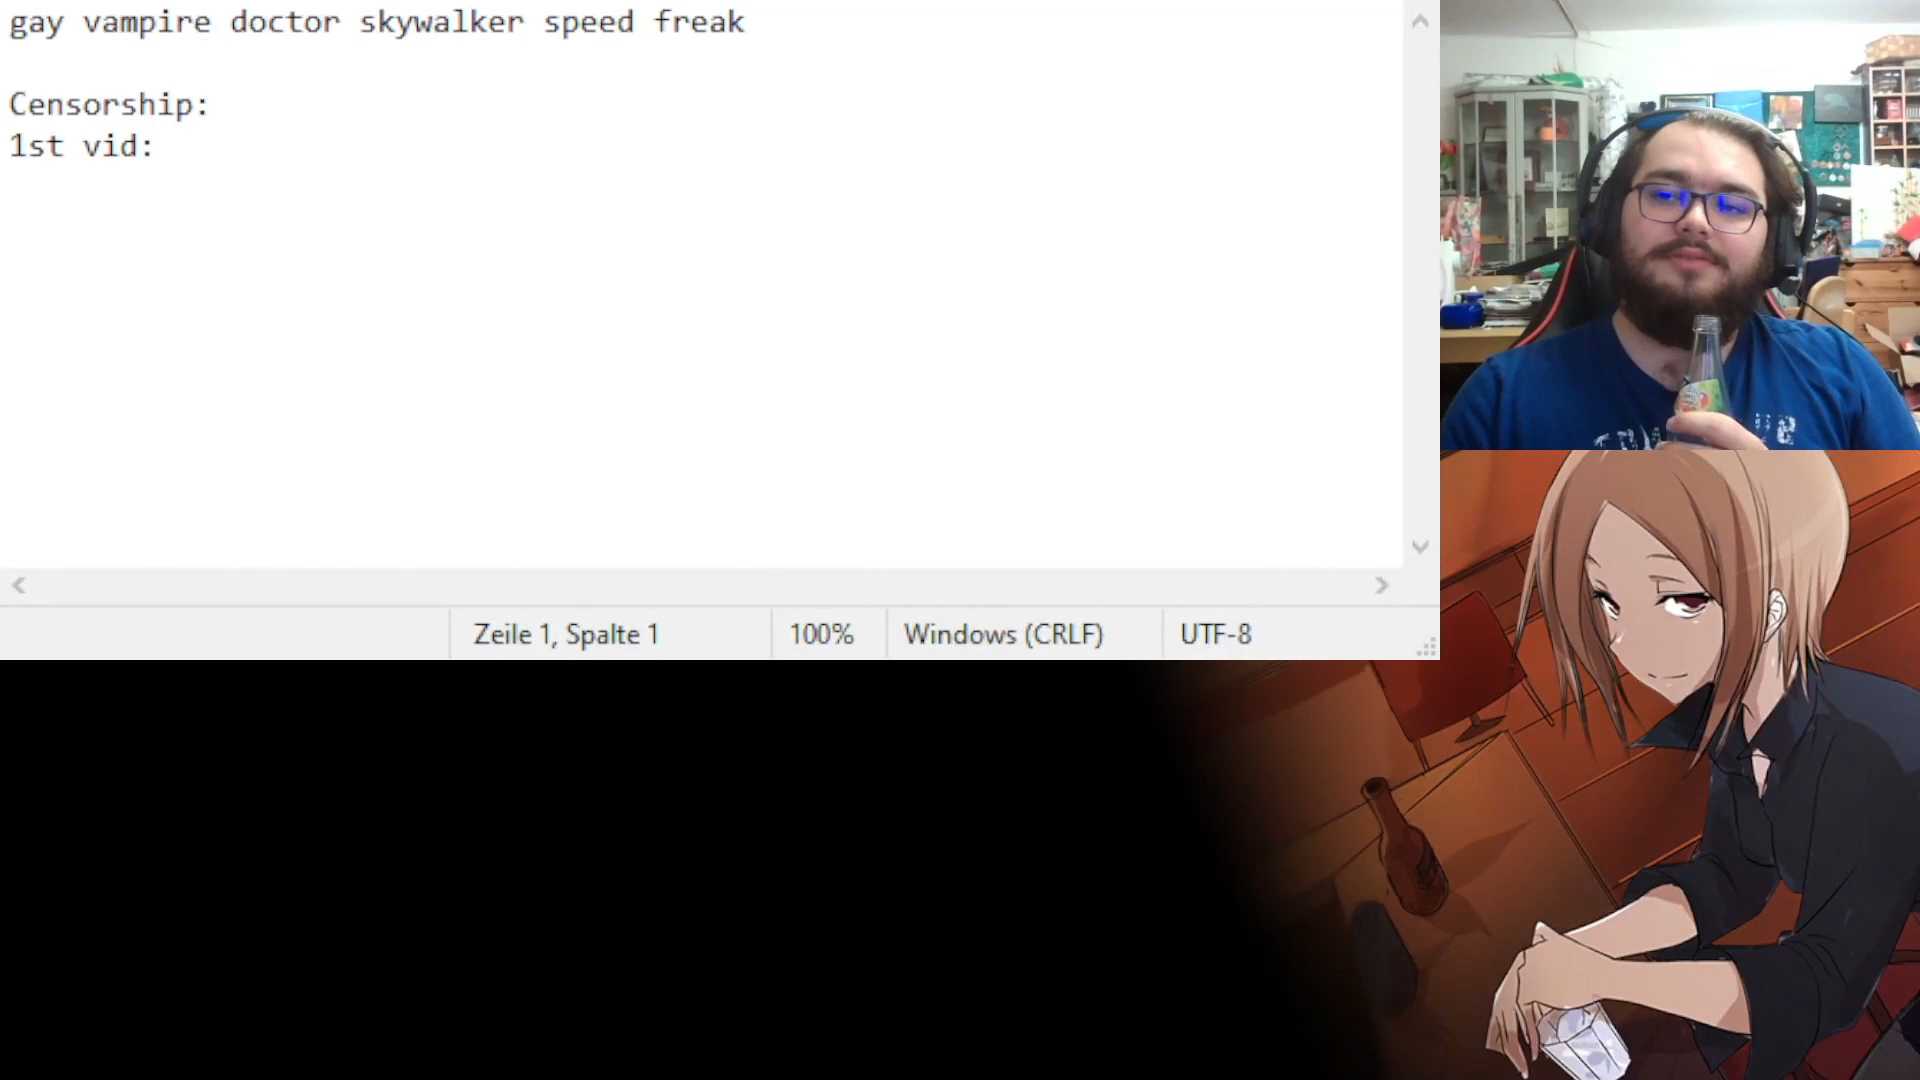 gay vampire doctor skywalker speed freak
Censorship:
1st vid:
Zeile 1, Spalte 1
100%
Windows (CRLF)
UTF-8